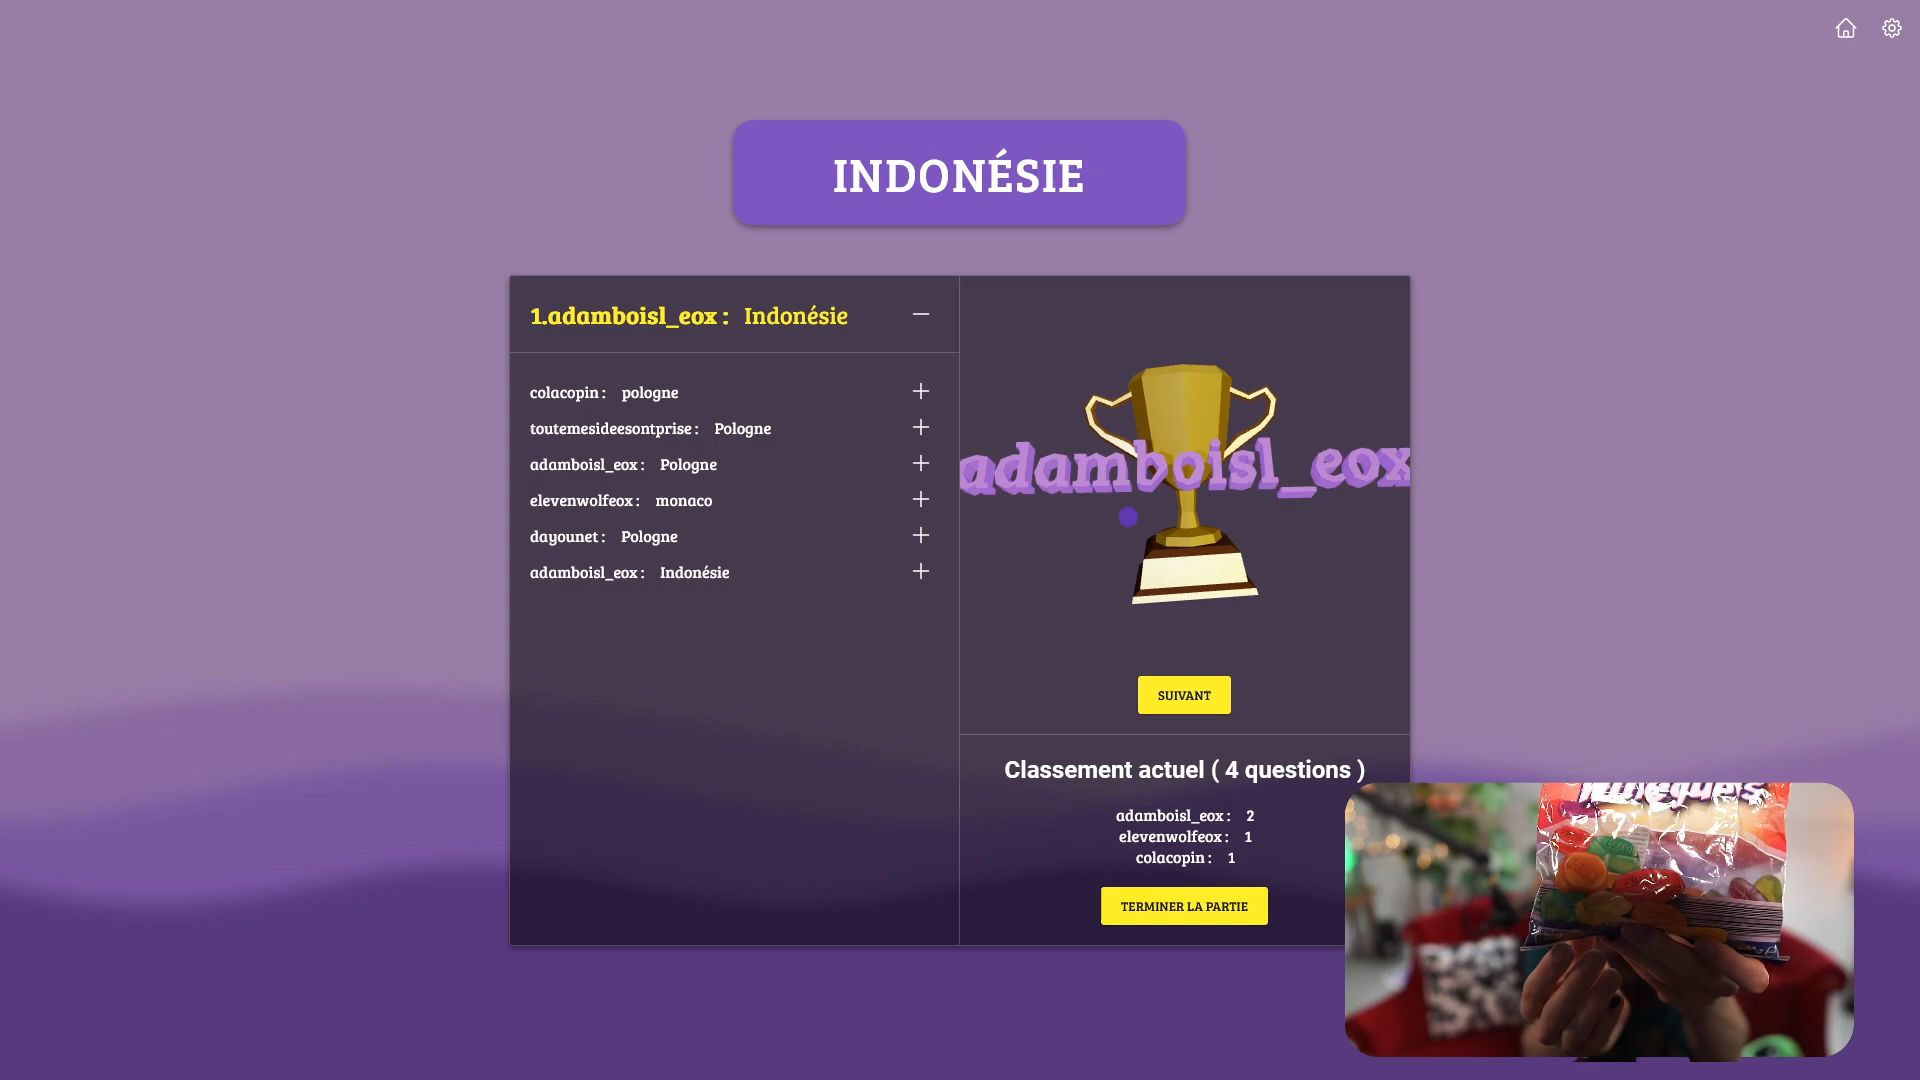 INDONÉSIE
1.adamboisl_eox : Indonésie
colacopin : pologne
toutemesideesontprise : Pologne
adamboisl_eox : Pologne
elevenwolfeox : monaco
dayounet : Pologne
adamboisl_eox : Indonésie
adamboisl_eox
SUIVANT
Classement actuel ( 4 questions )
adamboisl_eox : 2
elevenwolfeox : 1
colacopin : 1
TERMINER LA PARTIE